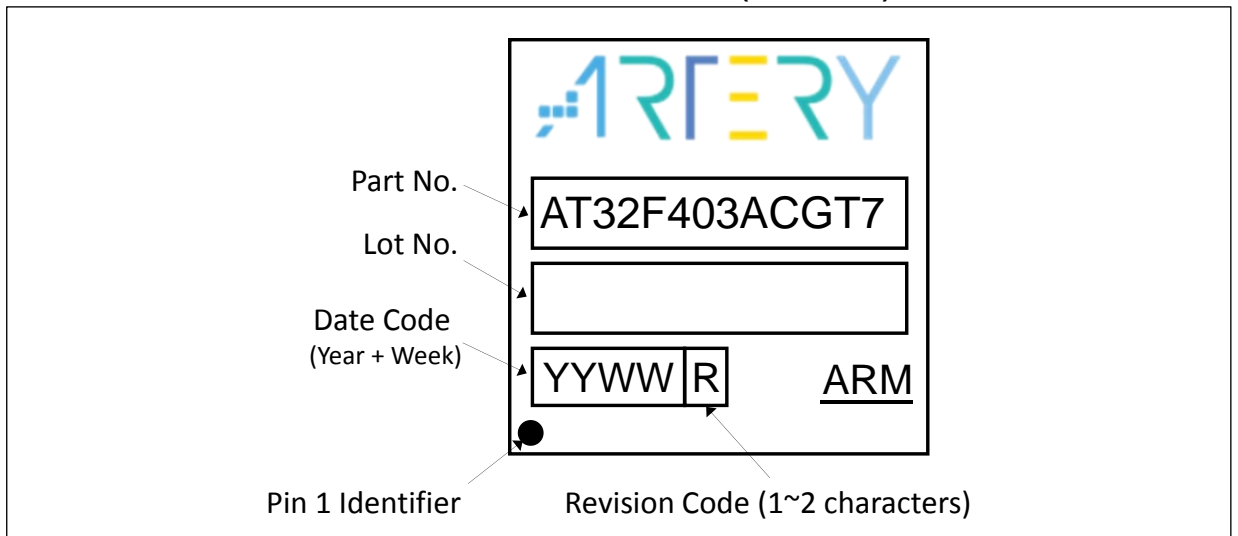 ARTERY
Part No.
AT32F403ACGT7
Lot No.
Date Code
(Year + Week)
YYWW R
ARM
Pin 1 Identifier
Revision Code (1~2 characters)